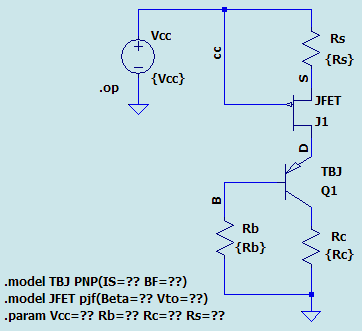 Vcc
{Vcc}
.op
cc
Rs
{Rs}
S
JFET
J1
D
TBJ
Q1
B
Rb
{Rb}
Rc
{Rc}
.model TBJ PNP(IS=?? BF=??)
.model JFET pjf(Beta=?? Vto=??)
.param Vcc=?? Rb=?? Rc=?? Rs=??